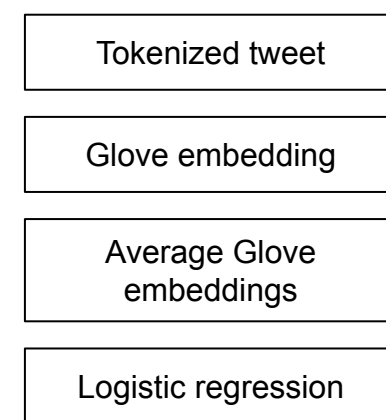 Tokenized tweet
Glove embedding
Average Glove
embeddings
Logistic regression